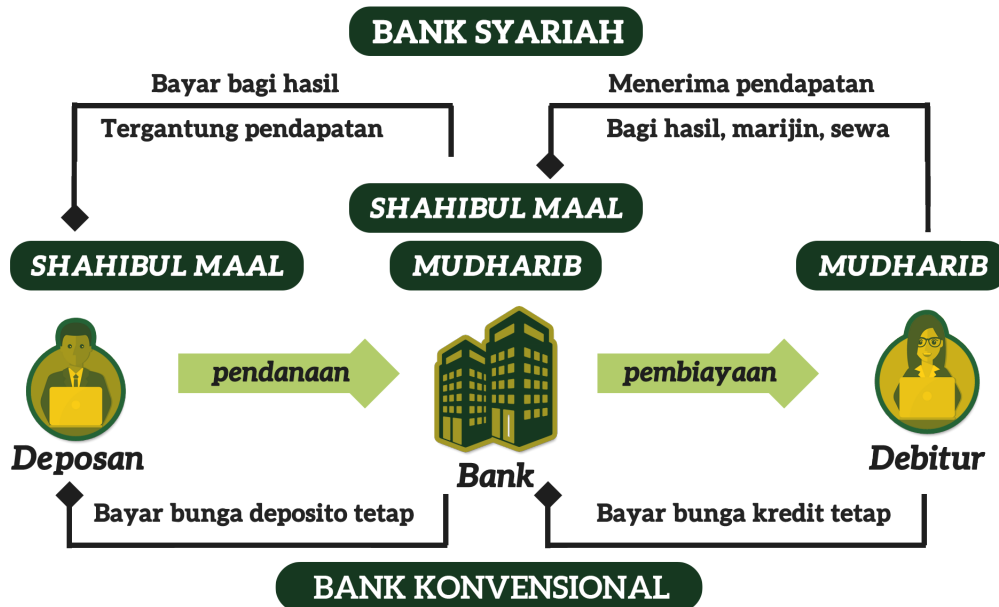 BANK SYARIAH
Bayar bagi hasil
Tergantung pendapatan
Menerima pendapatan
Bagi hasil, marijin, sewa
SHAHIBUL MAAL
SHAHIBUL MAAL
MUDHARIB
MUDHARIB
pendanaan
pembiayaan
Deposan
Bank
Debitur
Bayar bunga deposito tetap
Bayar bunga kredit tetap
BANK KONVENSIONAL